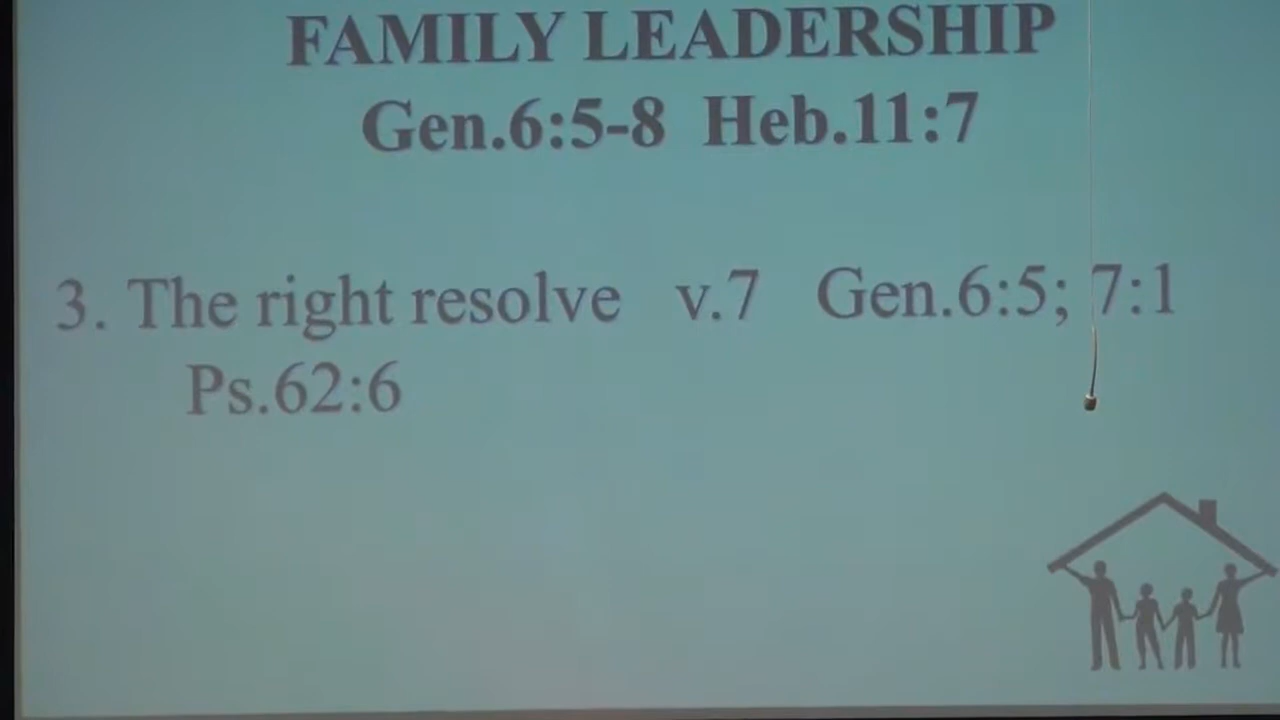 FAMILY LEADERSHIP
Gen.6:5-8 Heb.11:7
3. The right resolve v.7 Gen.6:5; 7:1
Ps.62:6